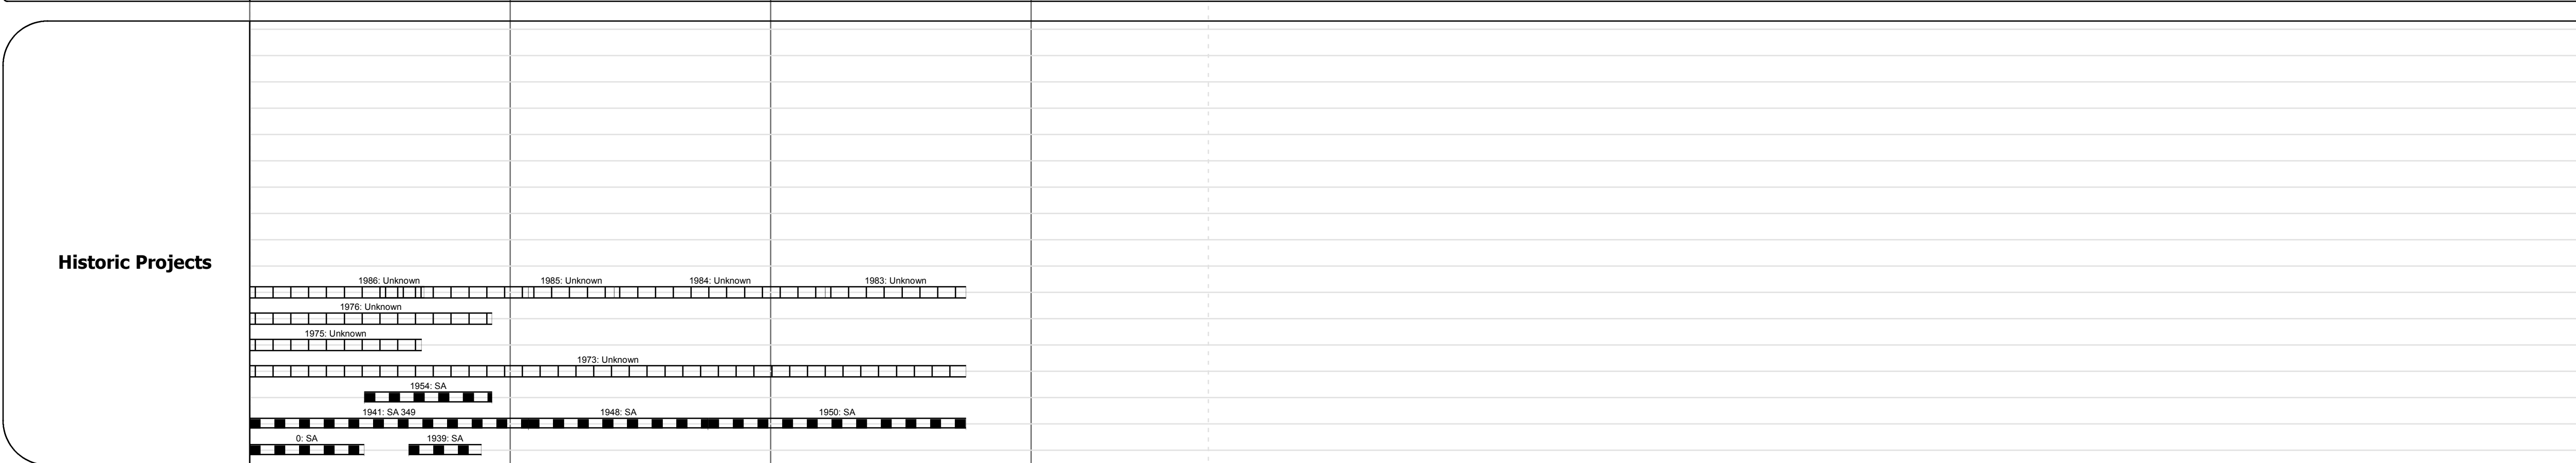 Historic Projects
1986: Unknown 1985: Unknown 1984: Unknown 1983: Unknown
1976: Unknown
1975: Unknown
1973: Unknown
1954: SA
1941: SA 349 1948: SA 1950: SA
0: SA 1939: SA